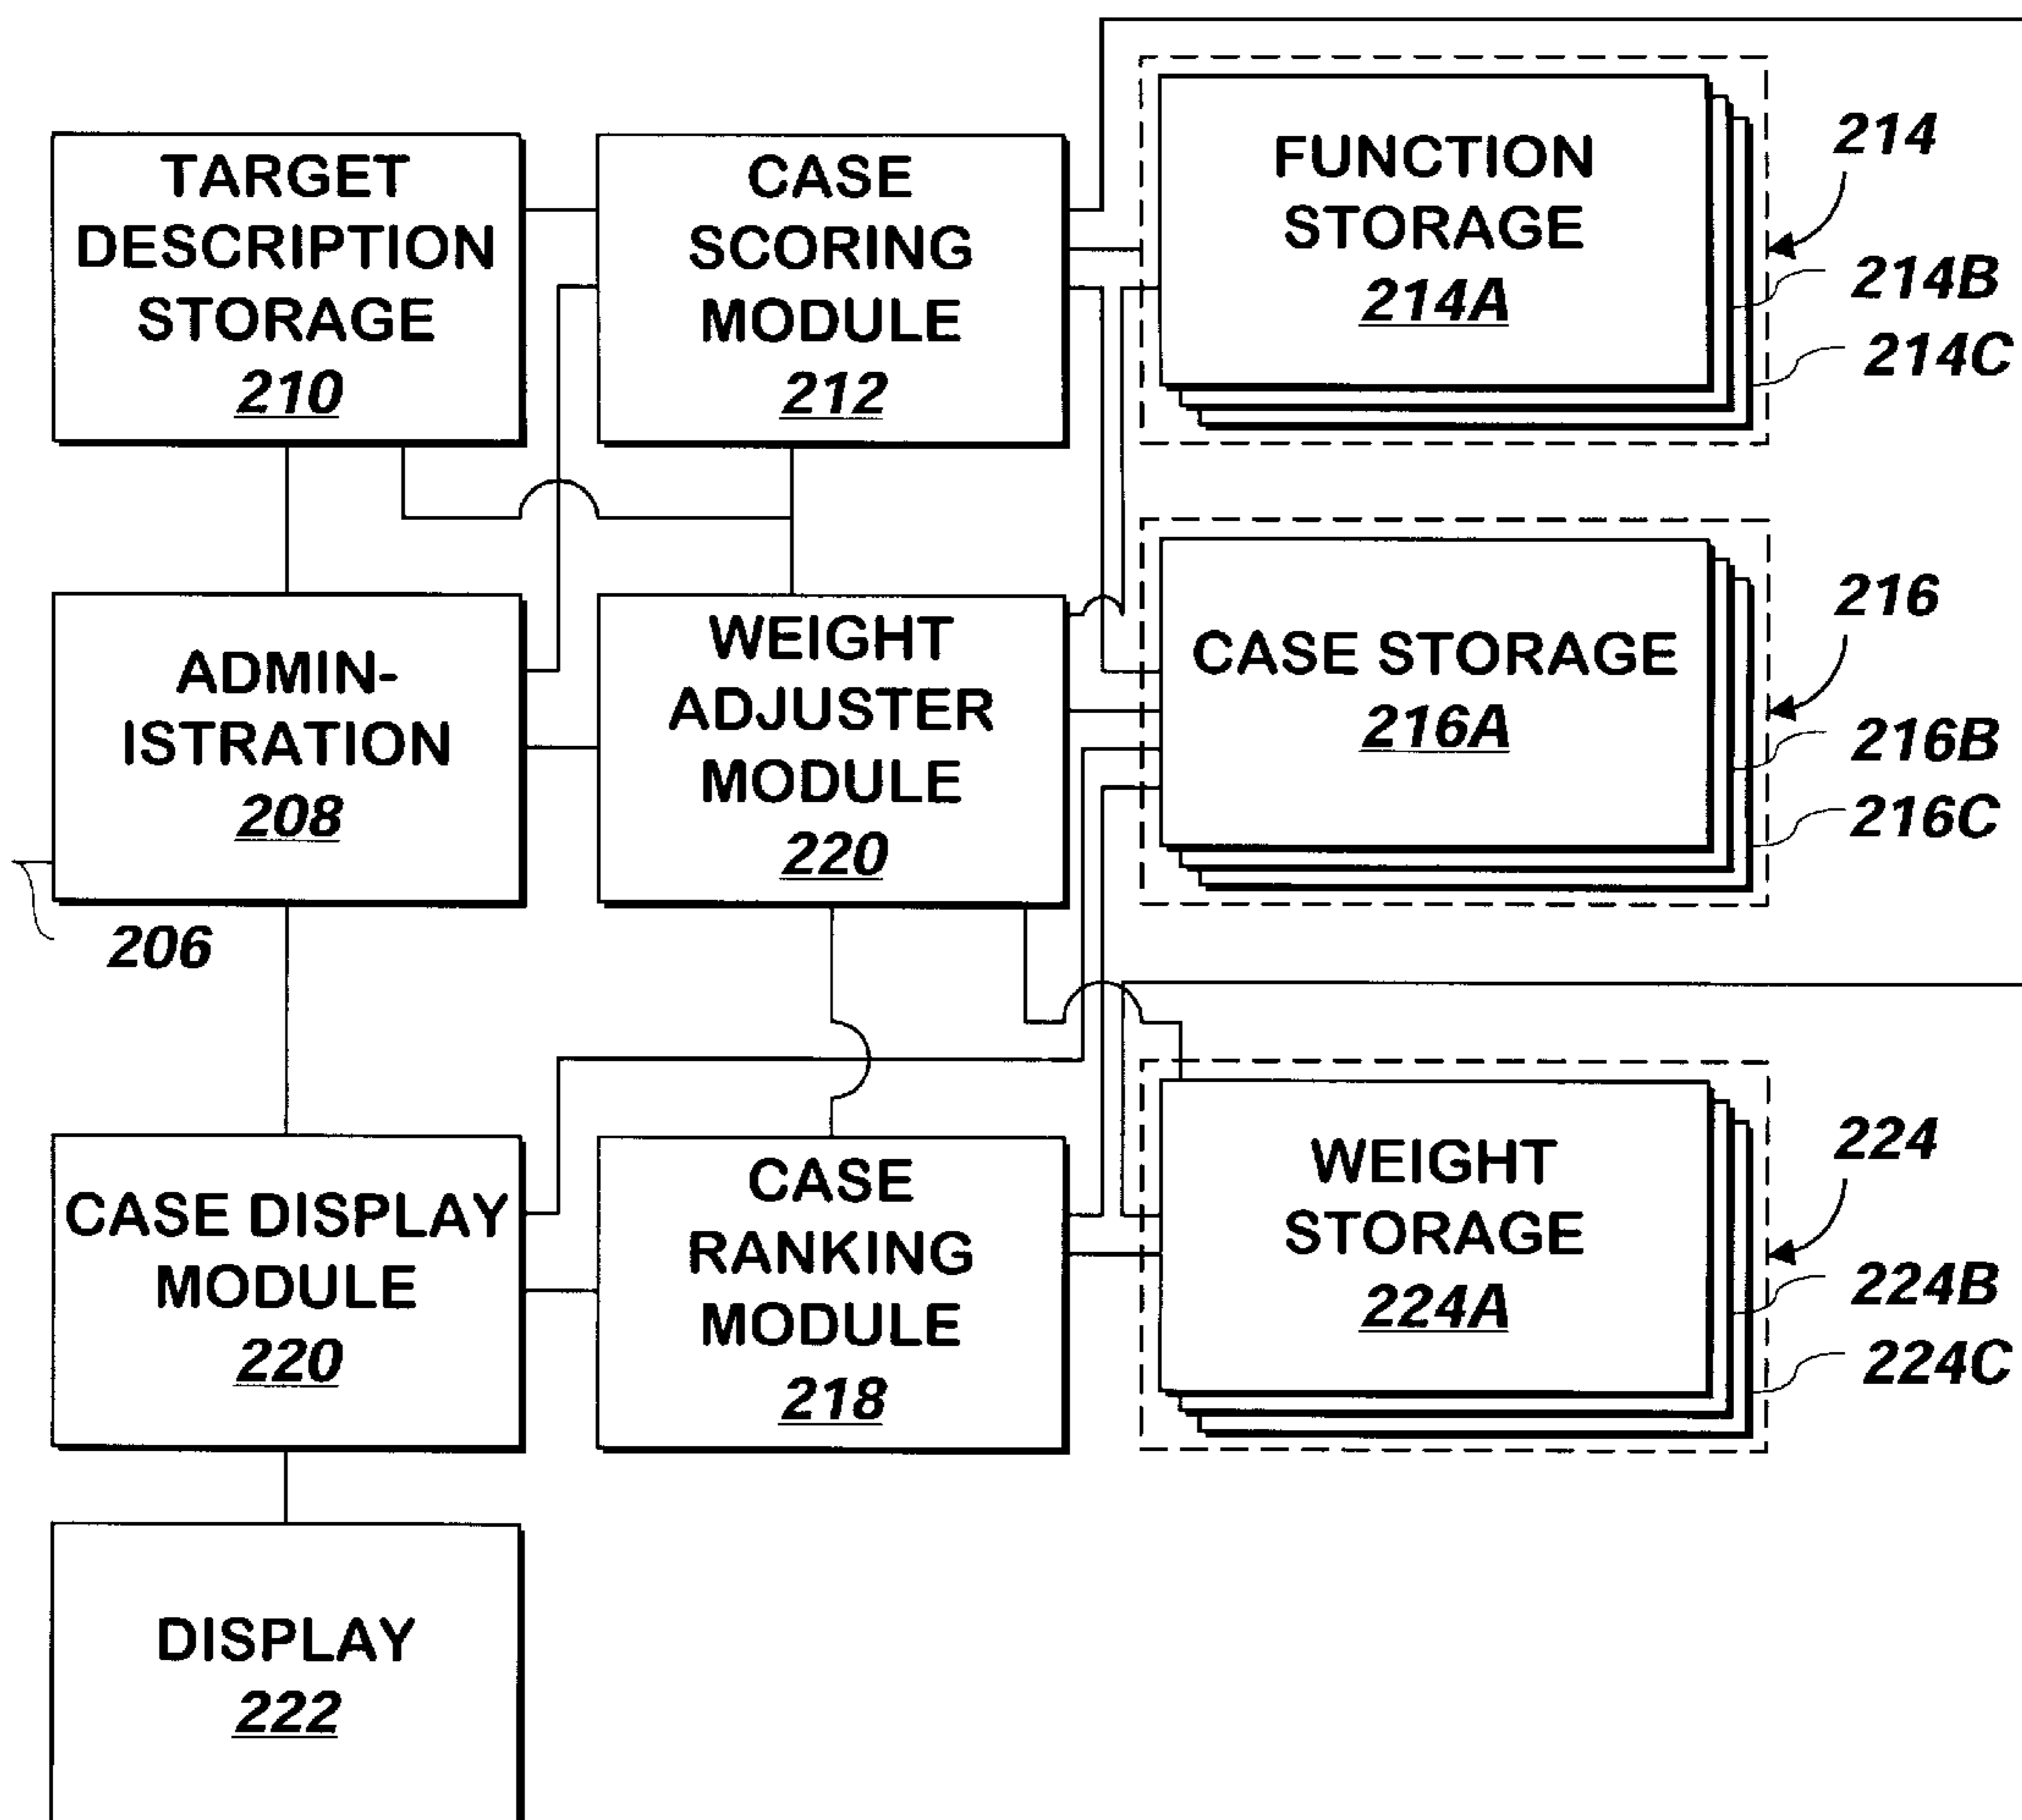 TARGET
DESCRIPTION
STORAGE
210
CASE
SCORING
MODULE
212
FUNCTION
STORAGE
214A
214
214B
214C
ADMIN-
ISTRATION
208
206
WEIGHT
ADJUSTER
MODULE
220
CASE STORAGE
216A
216
216B
216C
CASE DISPLAY
MODULE
220
CASE
RANKING
MODULE
218
WEIGHT
STORAGE
224A
224
224B
224C
DISPLAY
222